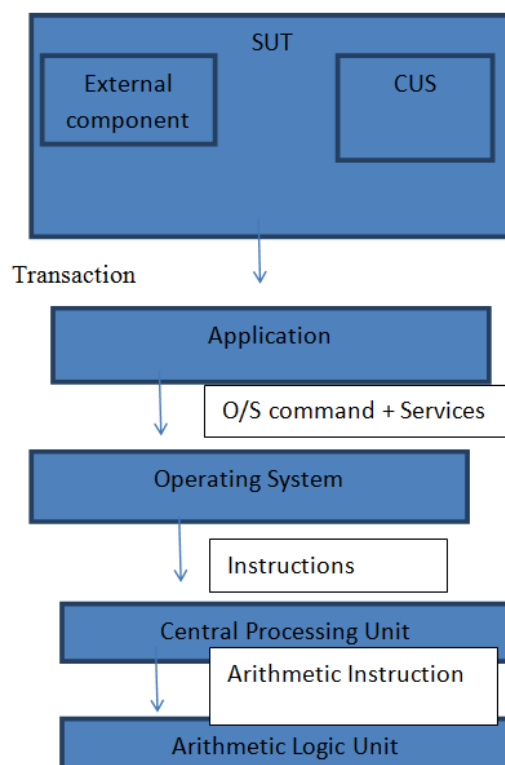 SUT
External
component
CUS
Transaction
Application
O/S command + Services
Operating System
Instructions
Central Processing Unit
Arithmetic Instruction
Arithmetic Logic Unit